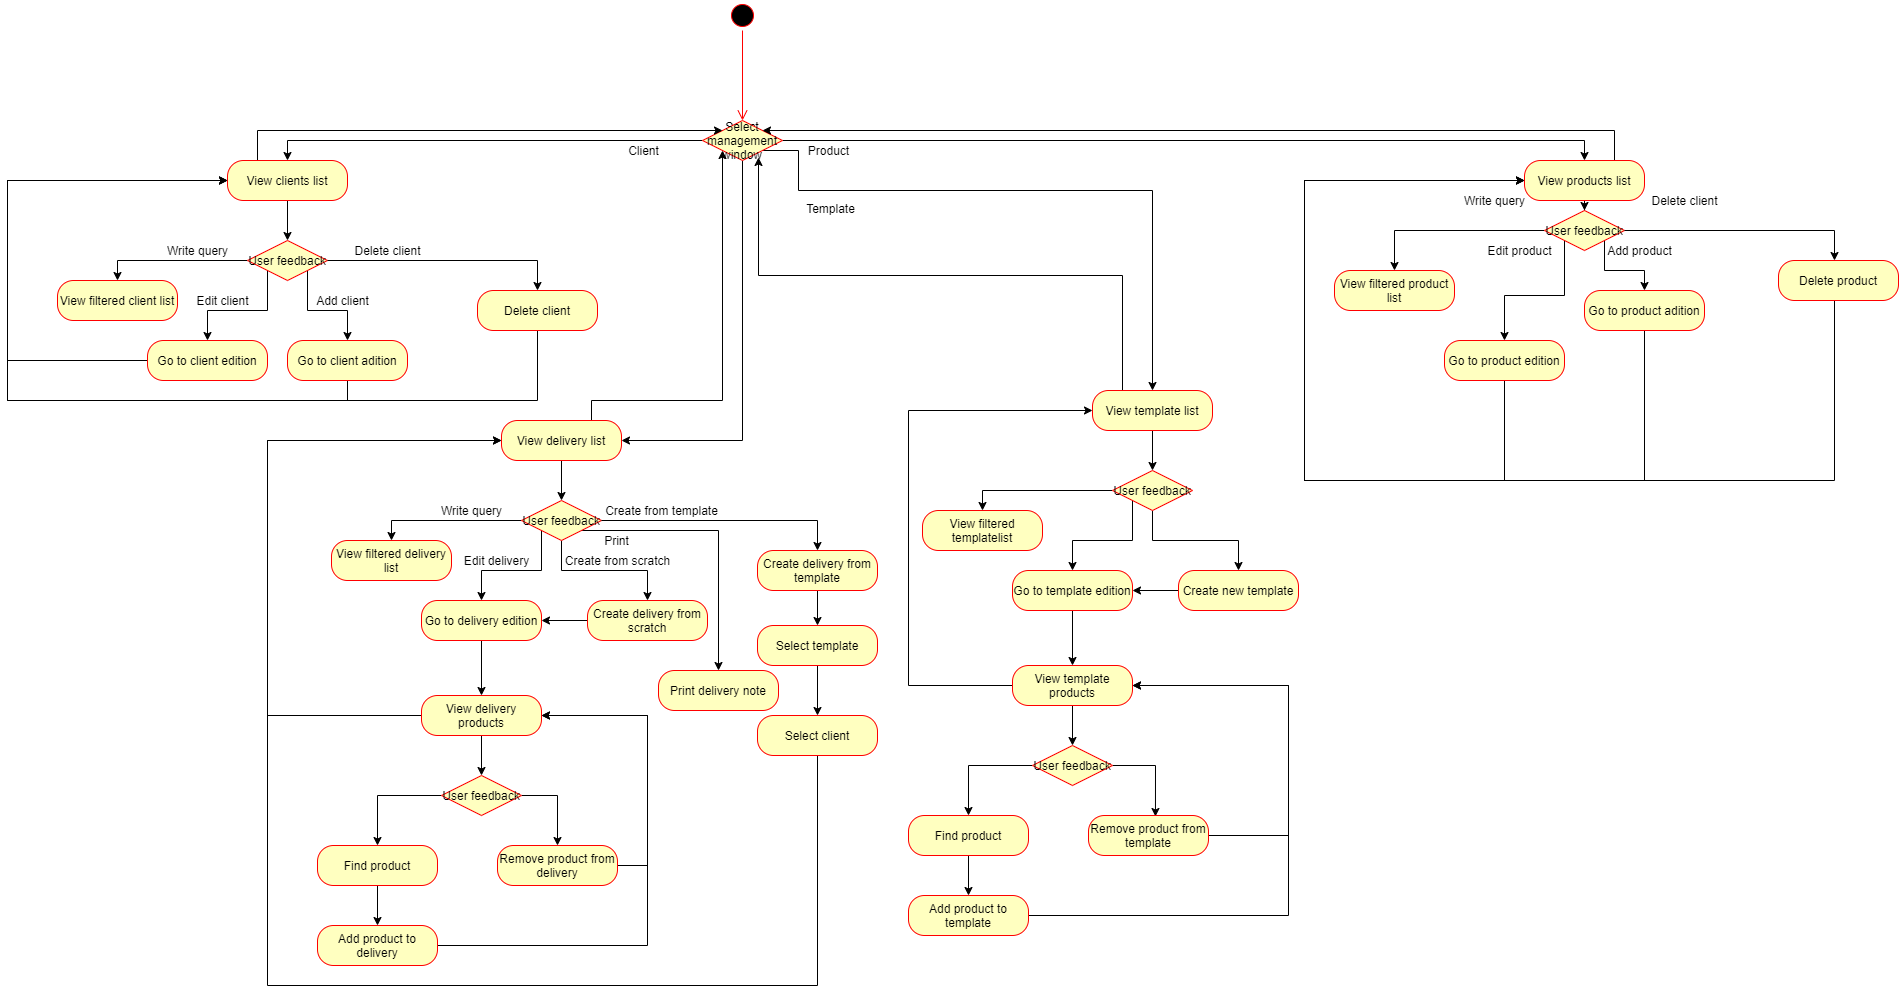 Select
management
window
Client
Product
Template
View clients list
User feedback
Write query
Delete client
View filtered client list
Edit client
Add client
Delete client
Go to client edition
Go to client adition
View products list
Write query
Delete client
User feedback
Edit product
Add product
View filtered product
list
Delete product
Go to product adition
Go to product edition
View delivery list
User feedback
Write query
Create from template
Print
View filtered delivery
list
Edit delivery
Create from scratch
Create delivery from
template
Go to delivery edition
Create delivery from
scratch
Select template
Print delivery note
Select client
View delivery
products
User feedback
Find product
Remove product from
delivery
Add product to
delivery
View template list
User feedback
View filtered
templatelist
Go to template edition
Create new template
View template
products
User feedback
Find product
Remove product from
template
Add product to
template